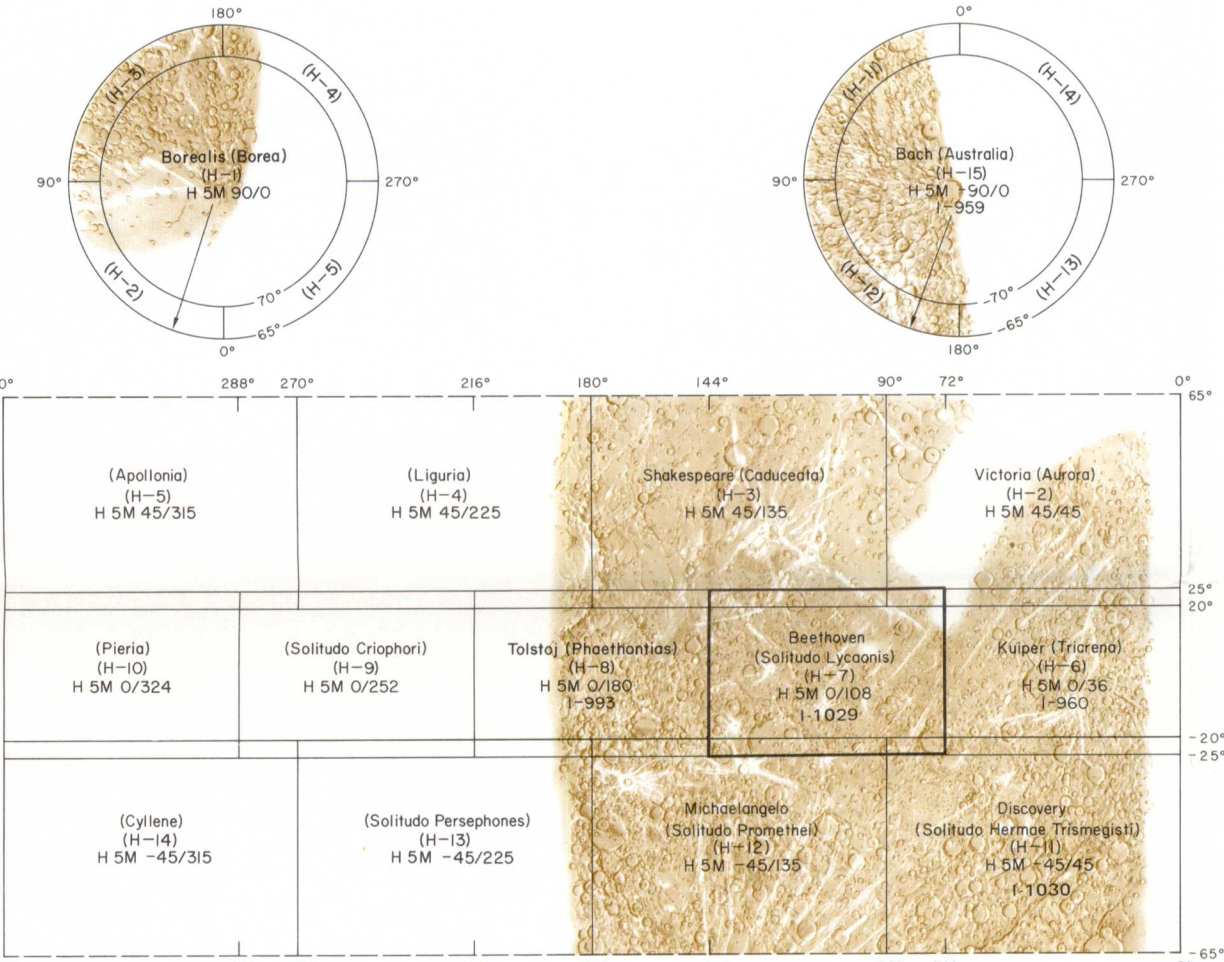 180°
(H-3)
(H-4)
Borealis (Borea)
(H-1)
H 5M 90/0
90°
270°
(H-2)
(H-5)
70°
65°
0°
0°
(H-11)
(H-14)
Bach (Australia)
(H-15)
H 5M -90/0
I-959
90°
270°
(H-12)
(H-13)
-70°
-65°
180°
0°
288°
270°
216°
180°
144°
90°
72°
0°
65°
(Apollonia)
(H-5)
H 5M 45/315
(Liguria)
(H-4)
H 5M 45/225
Shakespeare (Caduceata)
(H-3)
H 5M 45/135
Victoria (Aurora)
(H-2)
H 5M 45/45
25°
20°
(Pieria)
(H-10)
H 5M 0/324
(Solitudo Criophori)
(H-9)
H 5M 0/252
Tolstoj (Phaethontias)
(H-8)
H 5M 0/180
I-993
Beethoven
(Solitudo Lycaonis)
(H-7)
H 5M 0/108
I-1029
Kuiper (Tricrena)
(H-6)
H 5M 0/36
I-960
-20°
-25°
(Cyllene)
(H-14)
H 5M -45/315
(Solitudo Persephones)
(H-13)
H 5M -45/225
Michaelangelo
(Solitudo Promethei)
(H-12)
H 5M -45/135
Discovery
(Solitudo Hermae Trismegisti)
(H-11)
H 5M -45/45
I-1030
-65°